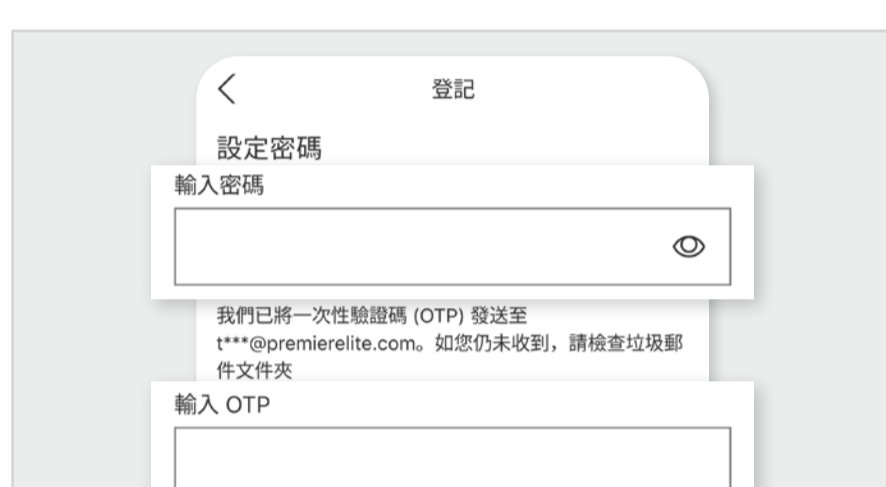 登記
設定密碼
輸入密碼
我們已將一次性驗證碼 (OTP) 發送至
t***@premierelite.com。如您仍未收到，請檢查垃圾郵
件文件夾
輸入 OTP